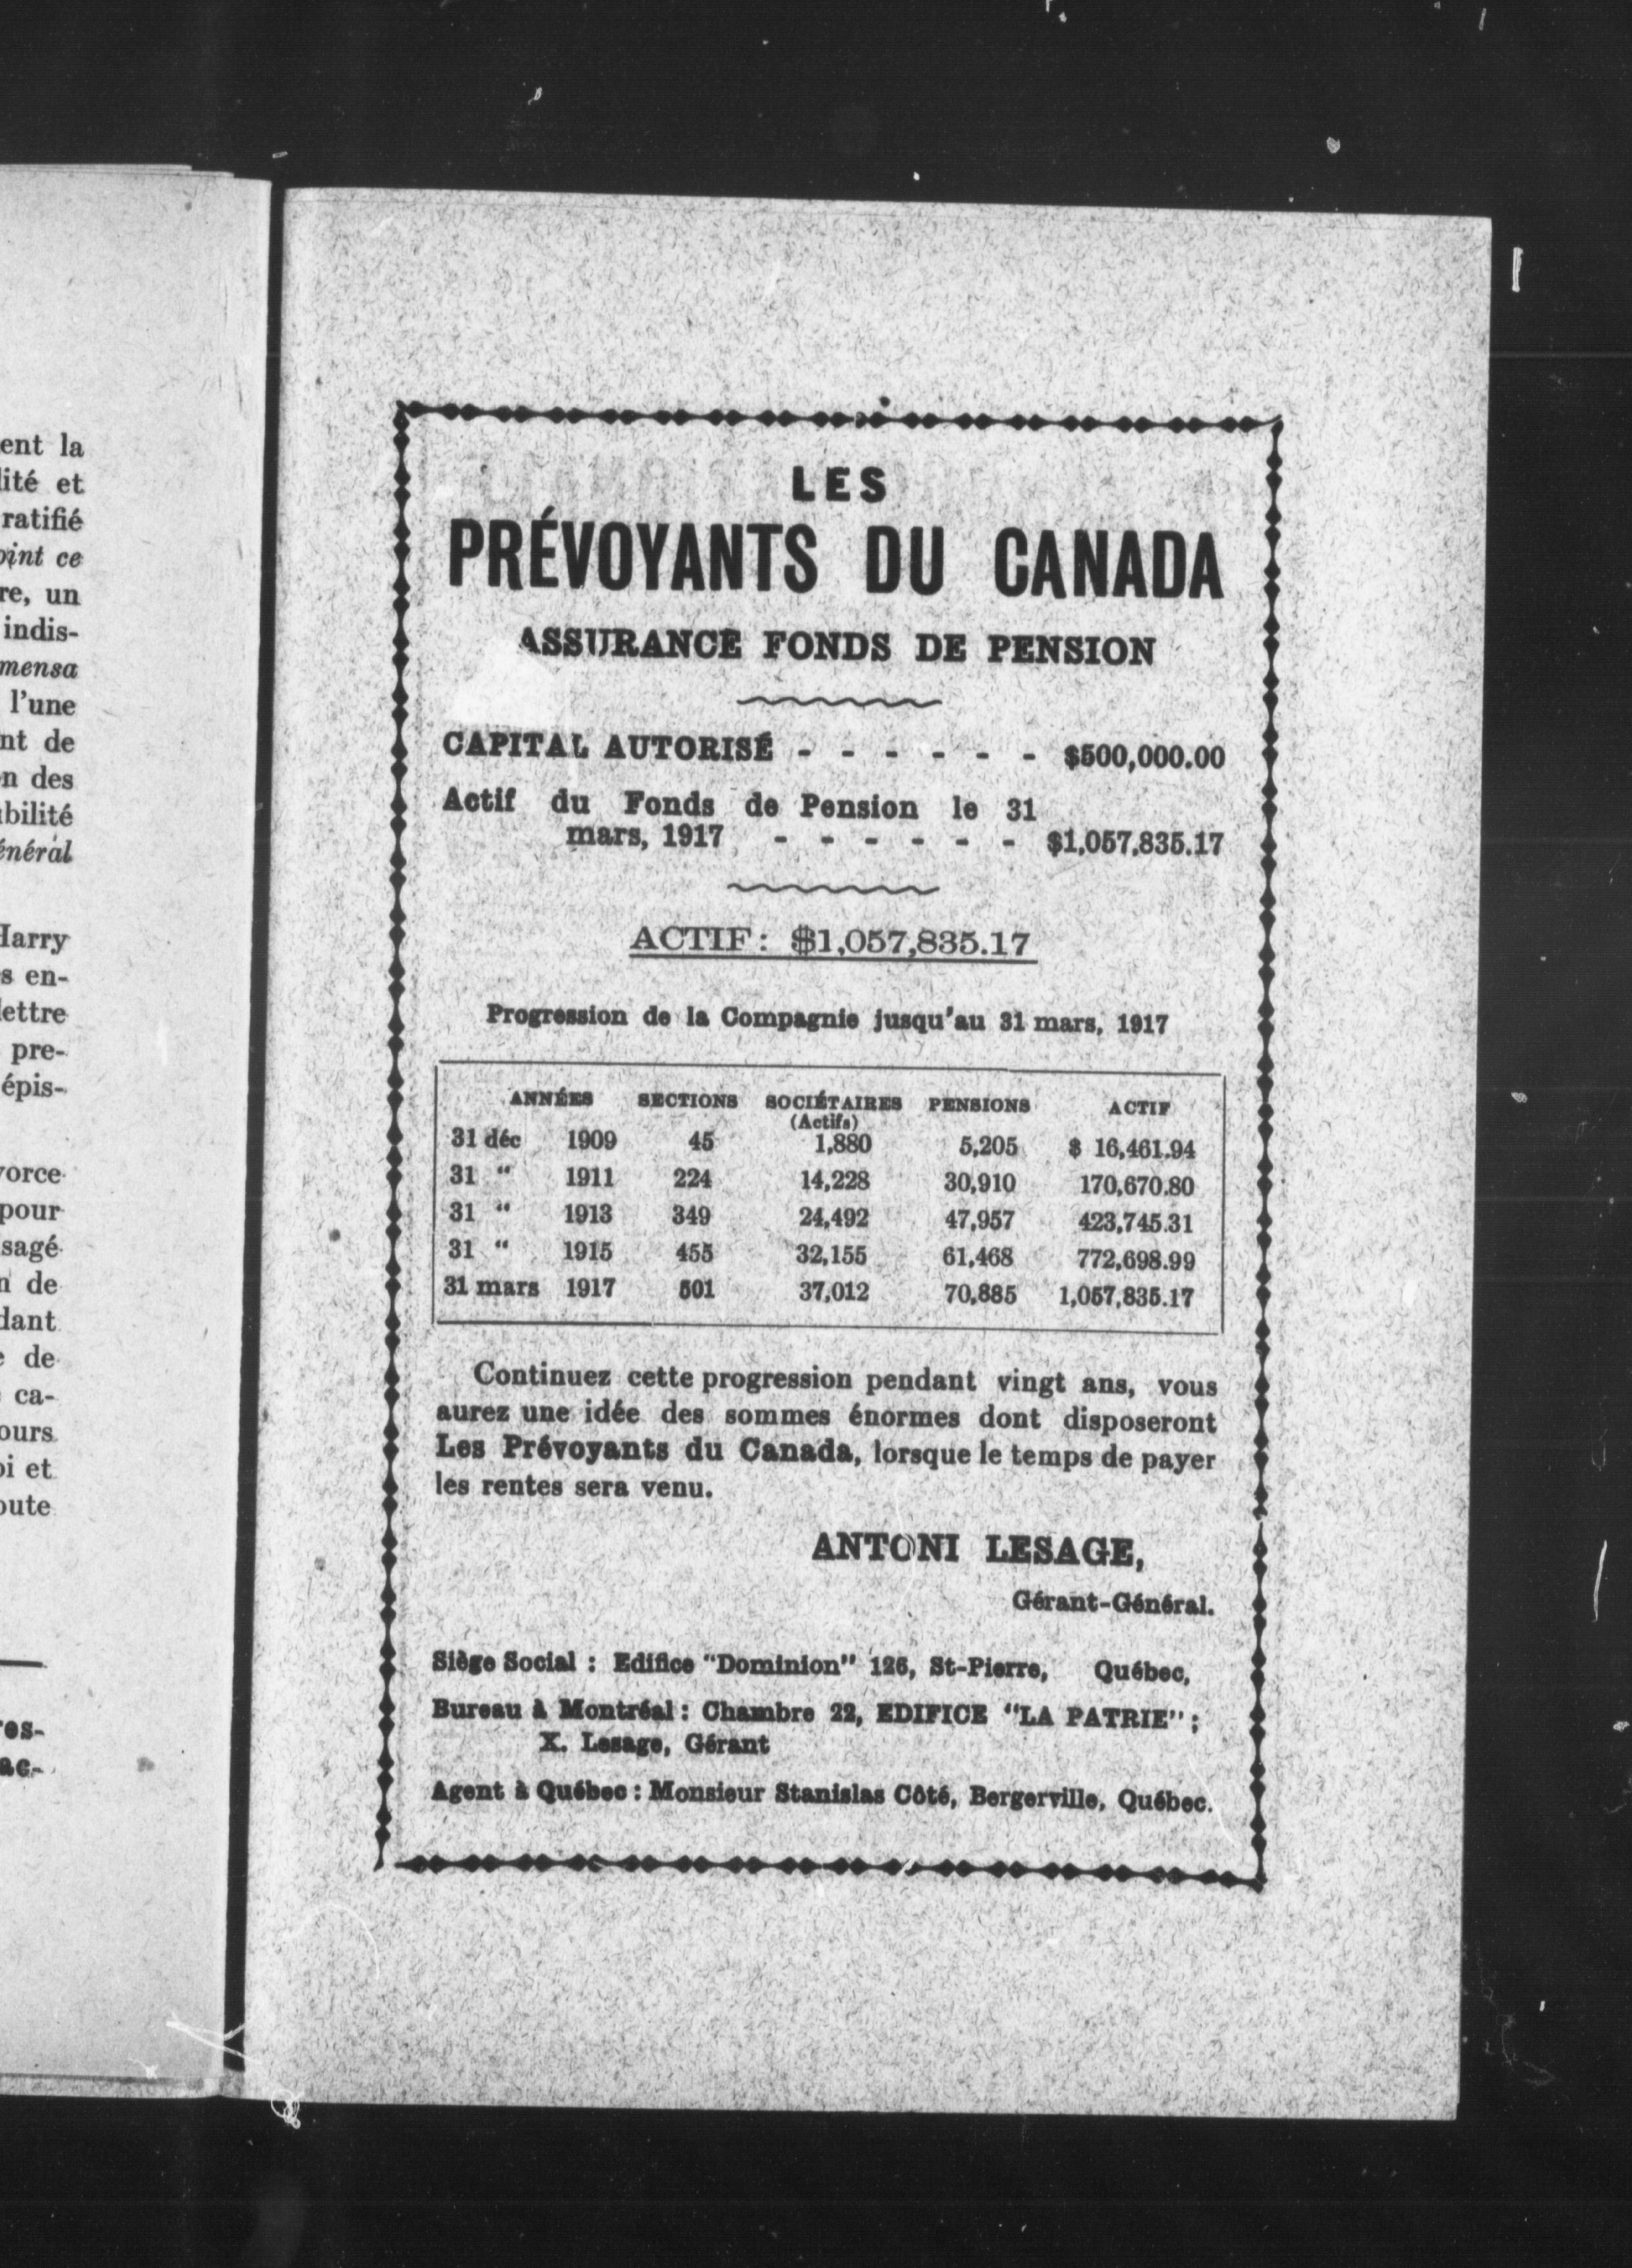 ent la
lité et
ratifié
oint ce
re, un
indis-
mensa
l'une
nt de
n des
bilité
énéral
Harry
s en-
lettre
pre-
épis-
vorce
pour
sagé
n de
dant
e de
ca-
ours
oi et
oute
res-
ac-
LES
PRÉVOYANTS DU CANADA
ASSURANCE FONDS DE PENSION
CAPITAL AUTORISÉ - - - - - - $500,000.00
Actif du Fonds de Pension le 31
mars, 1917 - - - - - - $1,057,835.17
ACTIF: $1,057,835.17
Progression de la Compagnie jusqu'au 31 mars, 1917
ANNÉES SECTIONS SOCIÉTAIRES PENSIONS ACTIF
(Actifs)
31 déc 1909 45 1,880 5,205 $ 16,461.94
31 “ 1911 224 14,228 30,910 170,670.80
31 “ 1913 349 24,492 47,957 423,745.31
31 “ 1915 455 32,155 61,468 772,698.99
31 mars 1917 501 37,012 70,885 1,057,835.17
Continuez cette progression pendant vingt ans, vous
aurez une idée des sommes énormes dont disposeront
Les Prévoyants du Canada, lorsque le temps de payer
les rentes sera venu.
ANTONI LESAGE,
Gérant-Général.
Siège Social : Edifice "Dominion" 126, St-Pierre, Québec,
Bureau à Montréal : Chambre 22, EDIFICE "LA PATRIE" ;
X. Lesage, Gérant
Agent à Québec : Monsieur Stanislas Côté, Bergerville, Québec.